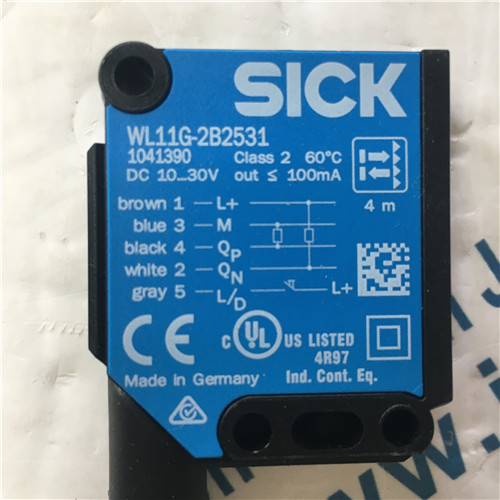 SICK
WL11G-2B2531
1041390 Class 2 60°C
DC 10...30V out ≤ 100mA
4 m
brown 1 – L+
blue 3 – M
black 4 – QP
white 2 – QN
gray 5 – L/D L+
CE C UL US LISTED
4R97
Made in Germany Ind. Cont. Eq.